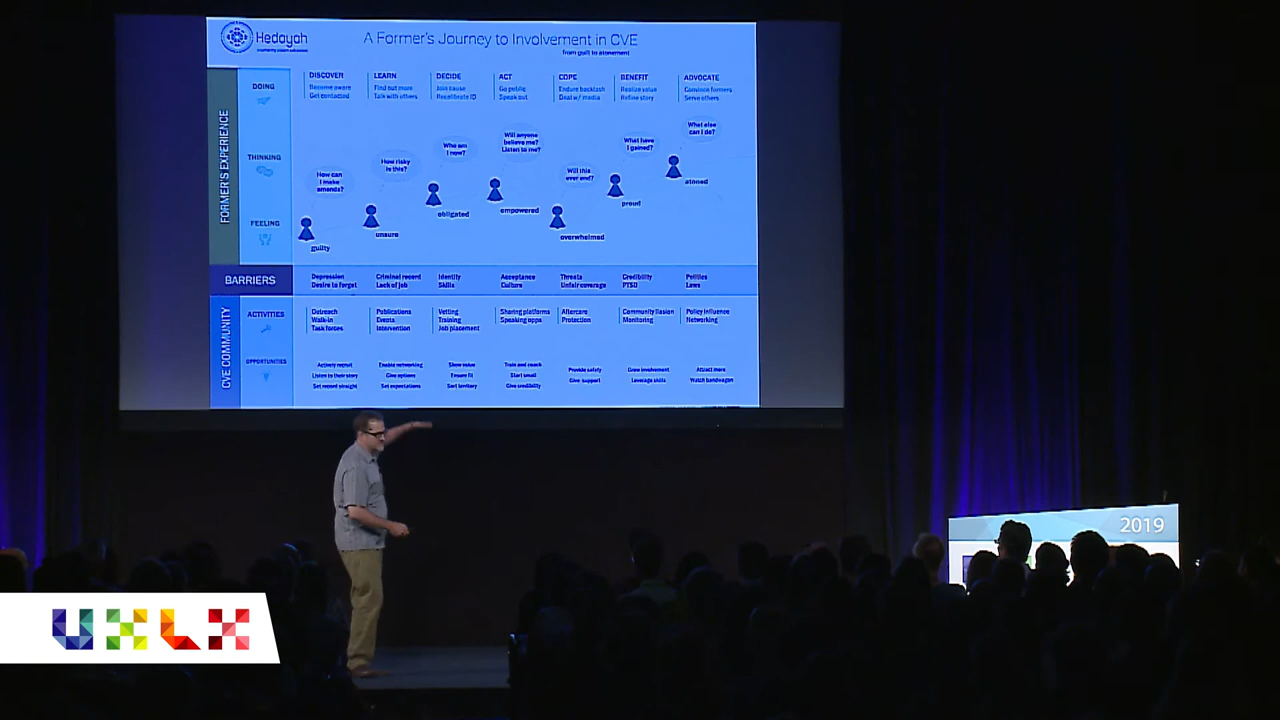 Hedayah
countering violent extremism
A Former's Journey to Involvement in CVE
from guilt to atonement
FORMER'S EXPERIENCE
DOING
DISCOVER
Become aware
Get contacted
LEARN
Find out more
Talk with others
DECIDE
Join cause
Recalibrate ID
ACT
Go public
Speak out
COPE
Endure backlash
Deal w/ media
BENEFIT
Realize value
Refine story
ADVOCATE
Convince formers
Serve others
THINKING
How can
I make
amends?
How risky
is this?
Who am
I now?
Will anyone
believe me?
Listen to me?
Will this
ever end?
What have
I gained?
What else
can I do?
FEELING
guilty
unsure
obligated
empowered
overwhelmed
proud
atoned
BARRIERS
Depression
Desire to forget
Criminal record
Lack of job
Identity
Skills
Acceptance
Culture
Threats
Unfair coverage
Credibility
PTSD
Politics
Laws
CVE COMMUNITY
ACTIVITIES
Outreach
Walk-in
Task forces
Publications
Events
Intervention
Vetting
Training
Job placement
Sharing platforms
Speaking opps
Aftercare
Protection
Community liasion
Monitoring
Policy influence
Networking
OPPORTUNITIES
Actively recruit
Listen to their story
Set record straight
Enable networking
Give options
Set expectations
Show value
Ensure fit
Sort territory
Train and coach
Start small
Give credibility
Provide safety
Give support
Grow involvement
Leverage skills
Attract more
Watch bandwagon
2019
UXLX